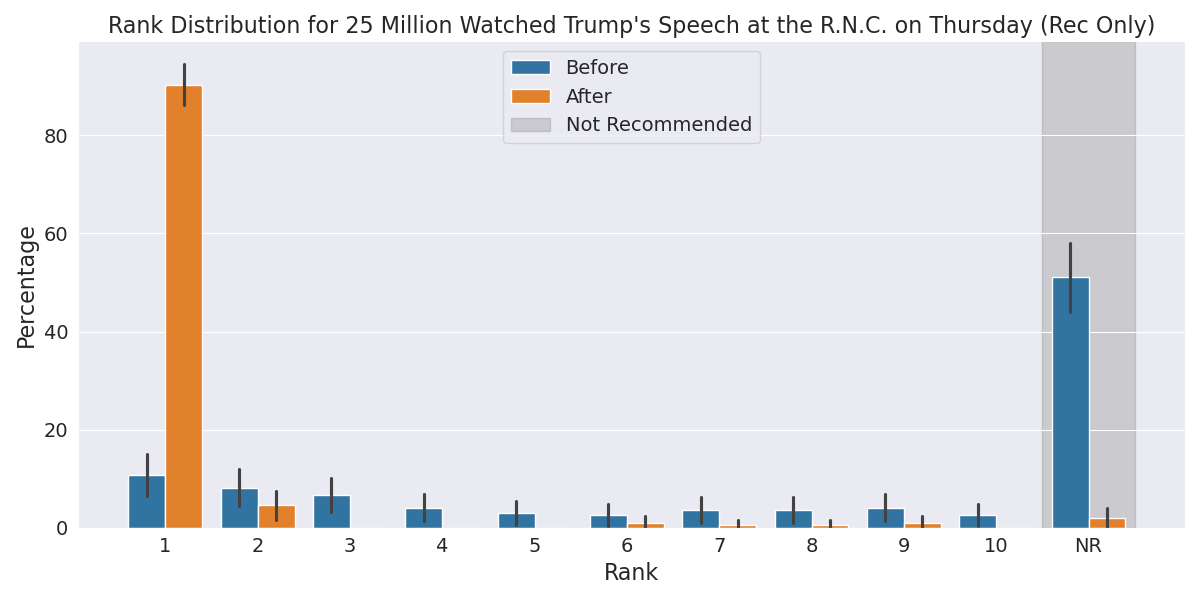 Rank Distribution for 25 Million Watched Trump's Speech at the R.N.C. on Thursday (Rec Only)
Before
After
Not Recommended
Percentage
80
60
40
20
0
1 2 3 4 5 6 7 8 9 10 NR
Rank